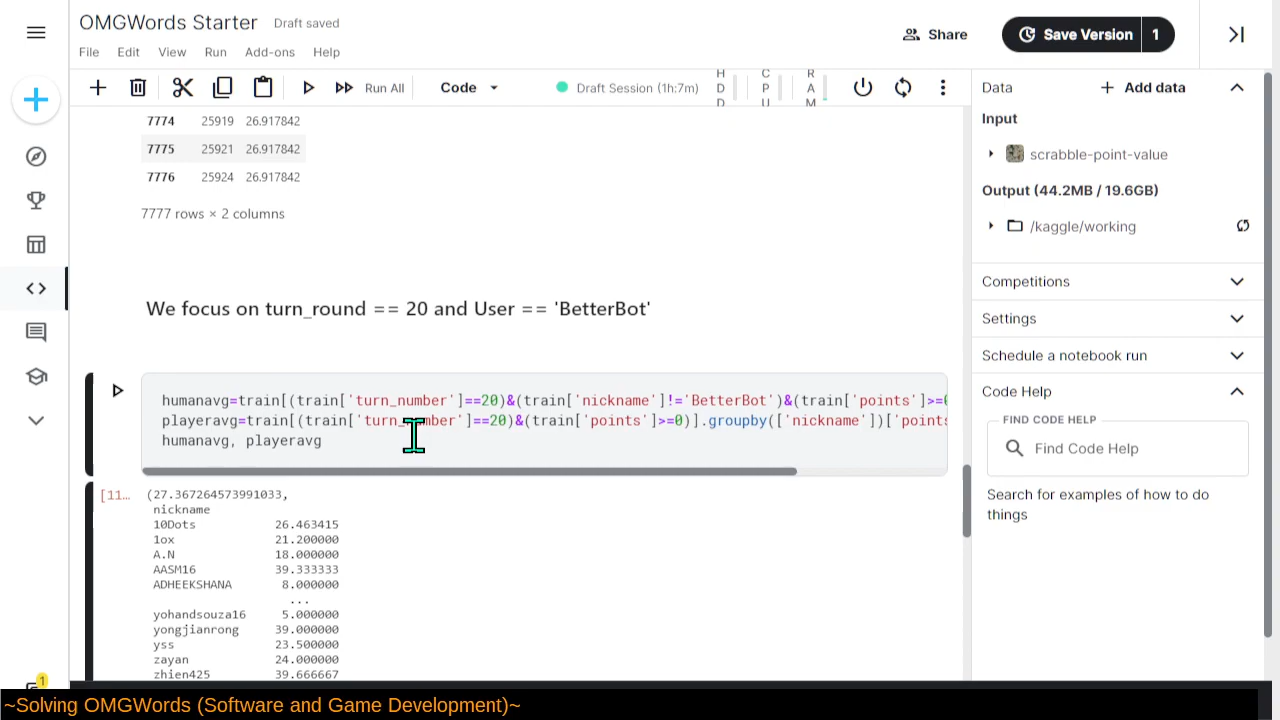 OMGWords Starter
Draft saved
File Edit View Run Add-ons Help
Share
Save Version 1
Run All
Code
Draft Session (1h:7m)
HDD
CPU
RAM
7774 25919 26.917842
7775 25921 26.917842
7776 25924 26.917842
7777 rows × 2 columns
We focus on turn_round == 20 and User == 'BetterBot'
humanavg=train[(train['turn_number']==20)&(train['nickname']!='BetterBot')&(train['points']>=0
playeravg=train[(train['turn_number']==20)&(train['points']>=0)].groupby(['nickname'])['points
humanavg, playeravg
[11… (27.367264573991033,
nickname
10Dots 26.463415
1ox 21.200000
A.N 18.000000
AASM16 39.333333
ADHEEKSHANA 8.000000
...
yohandsouza16 5.000000
yongjianrong 39.000000
yss 23.500000
zayan 24.000000
zhien425 39.666667
Data
Add data
Input
scrabble-point-value
Output (44.2MB / 19.6GB)
/kaggle/working
Competitions
Settings
Schedule a notebook run
Code Help
FIND CODE HELP
Find Code Help
Search for examples of how to do
things
1
~Solving OMGWords (Software and Game Development)~